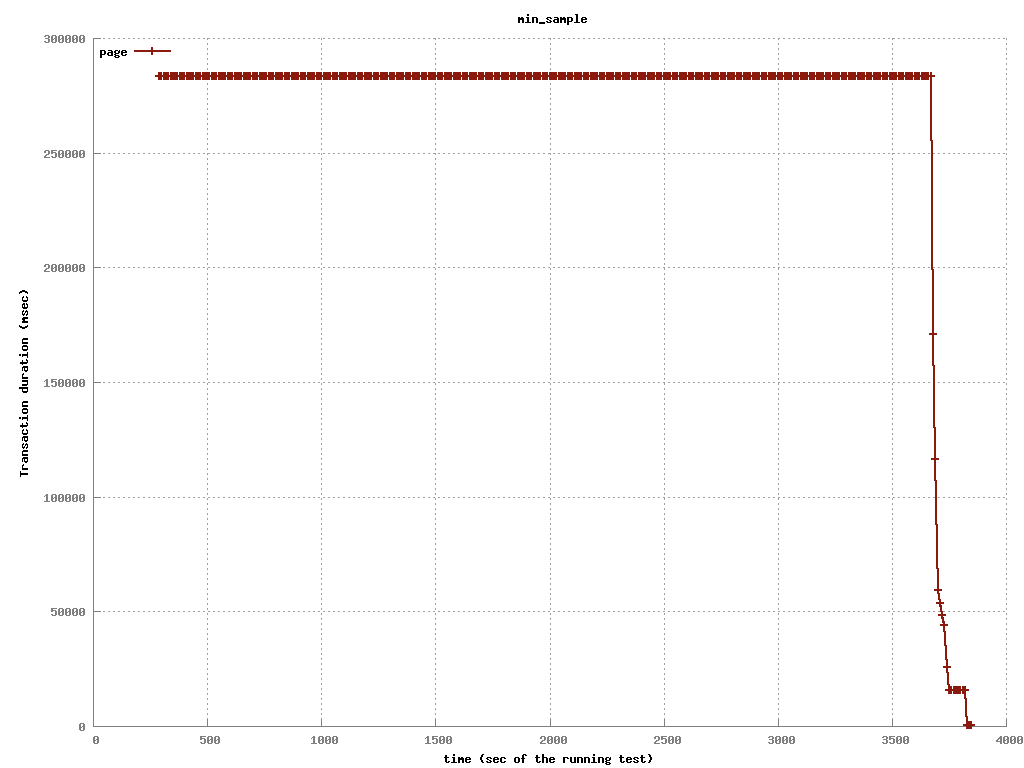 min_sample
page
300000
250000
200000
150000
100000
50000
0
Transaction duration (msec)
0 500 1000 1500 2000 2500 3000 3500 4000
time (sec of the running test)